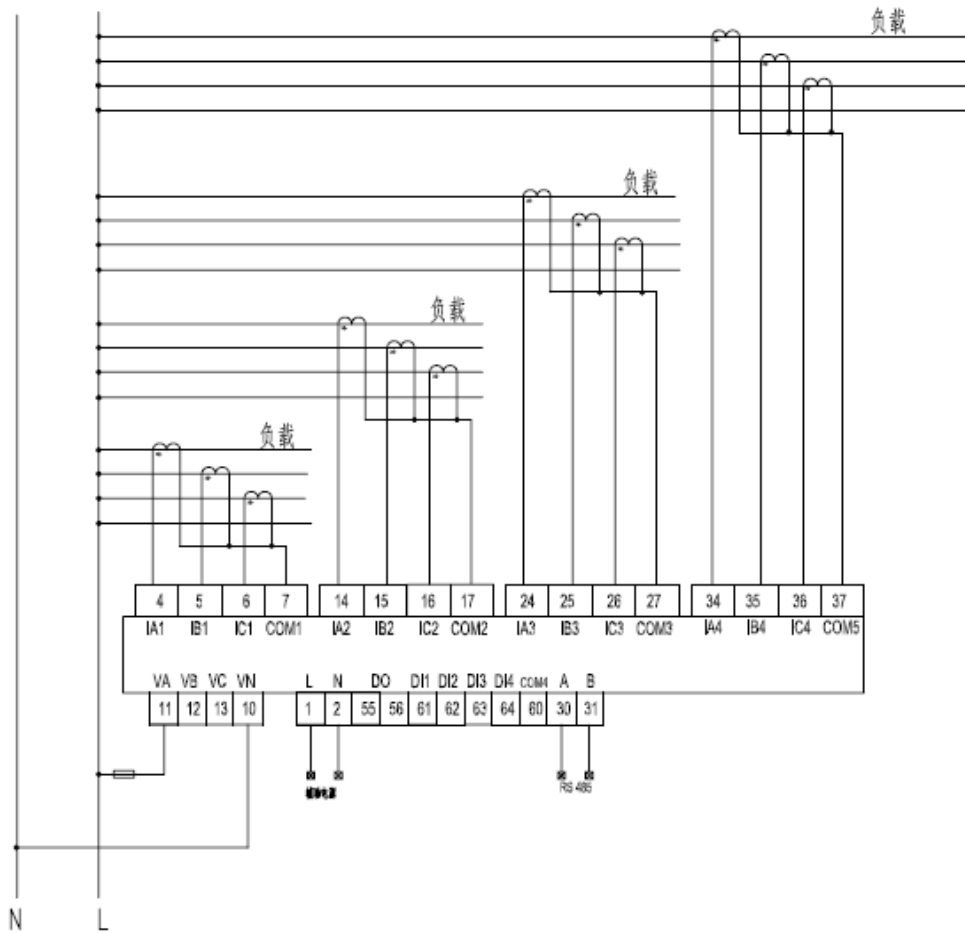 负载
负载
负载
负载
4 5 6 7 14 15 16 17 24 25 26 27 34 35 36 37
IA1 IB1 IC1 COM1 IA2 IB2 IC2 COM2 IA3 IB3 IC3 COM3 IA4 IB4 IC4 COM5
VA VB VC VN L N DO DI1 DI2 DI3 DI4 COM4 A B
11 12 13 10 1 2 55 56 61 62 63 64 60 30 31
RS 485
N L